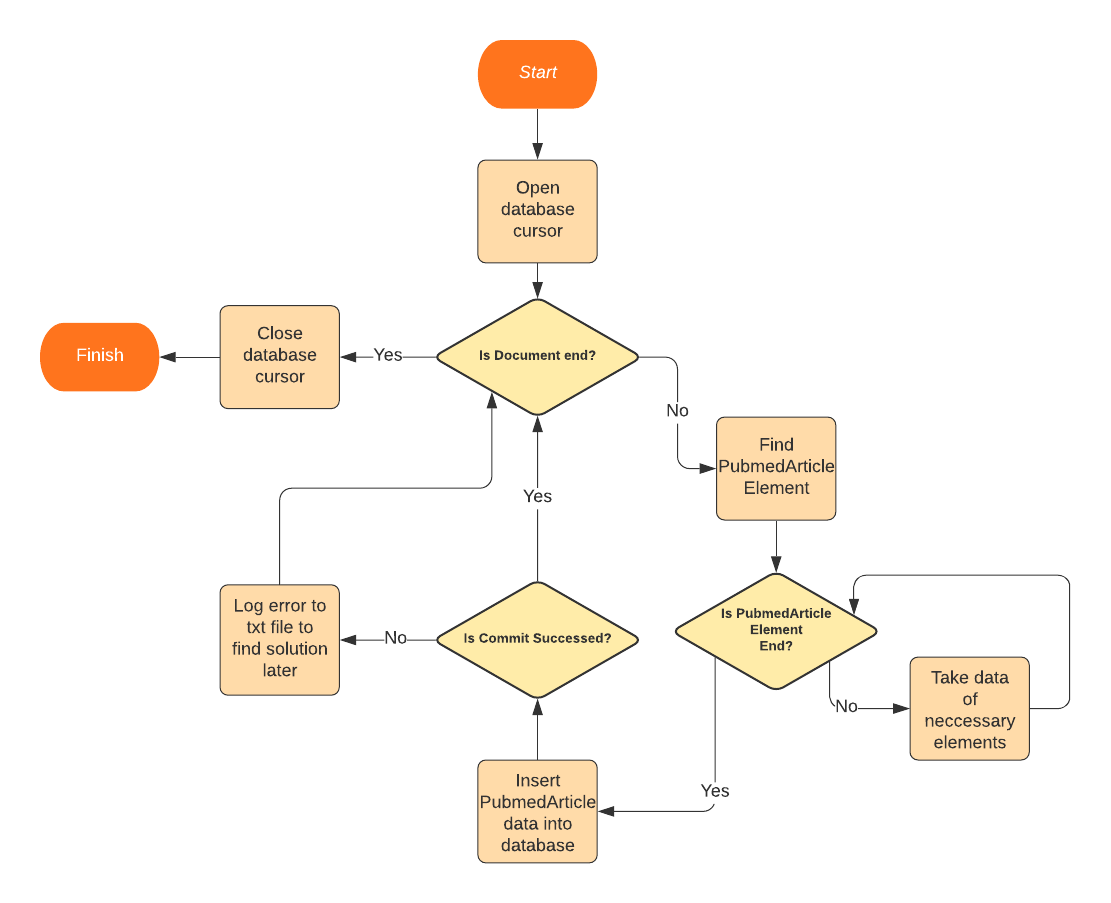 Start
Open
database
cursor
Is Document end?
Yes
Close
database
cursor
Finish
No
Find
PubmedArticle
Element
Is PubmedArticle
Element
End?
No
Take data
of
neccessary
elements
Yes
Insert
PubmedArticle
data into
database
Is Commit Successed?
Yes
No
Log error to
txt file to
find solution
later